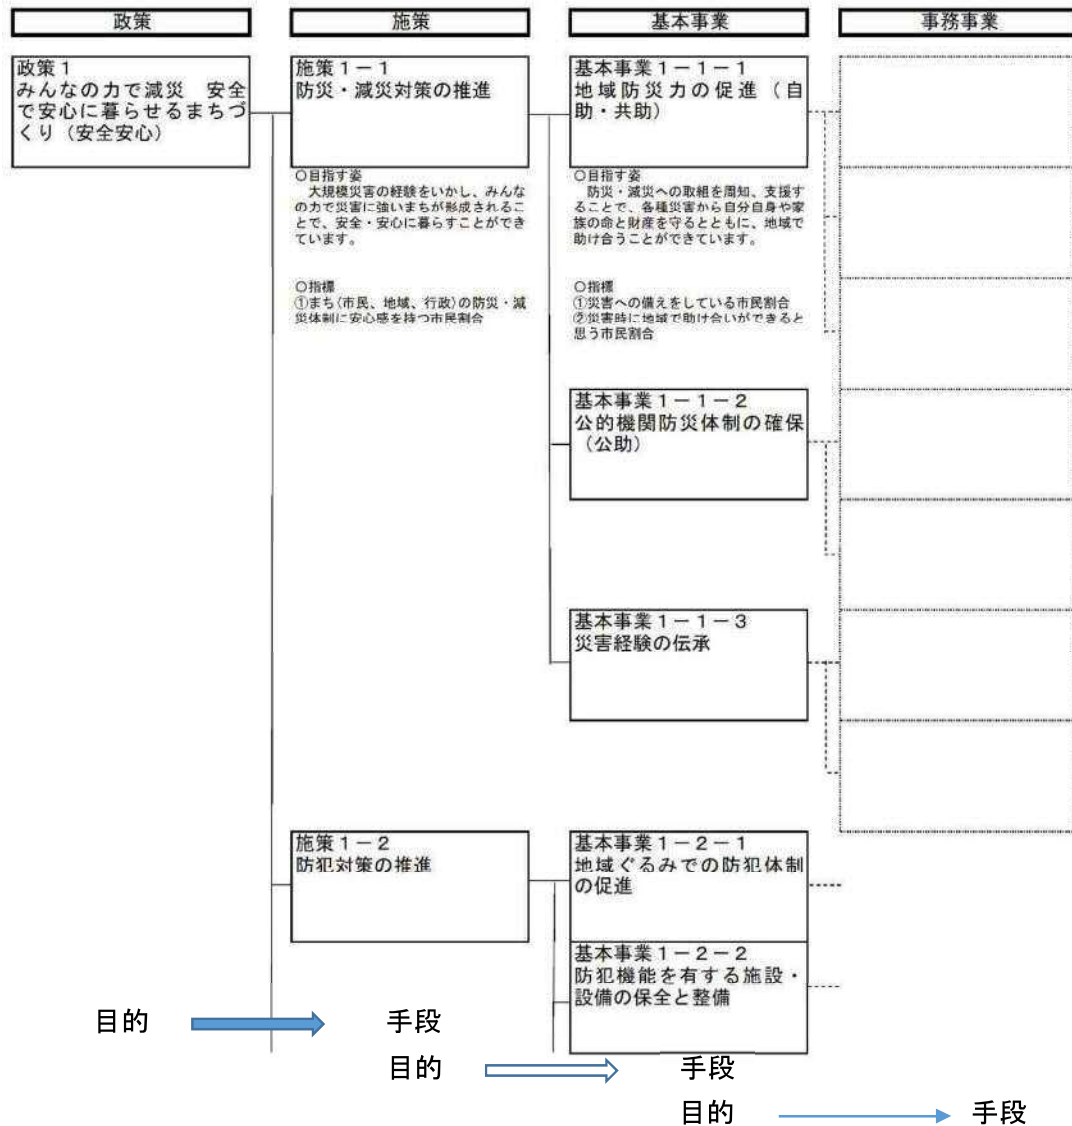 政策
施策
基本事業
事務事業
政策1
みんなの力で減災　安全
で安心に暮らせるまちづ
くり（安全安心）
施策1－1
防災・減災対策の推進
○目指す姿
　大規模災害の経験をいかし、みんな
の力で災害に強いまちが形成されるこ
とで、安全・安心に暮らすことができ
ています。
○指標
①まち(市民、地域、行政)の防災・減
災体制に安心感を持つ市民割合
基本事業1－1－1
地域防災力の促進（自
助・共助）
○目指す姿
　防災・減災への取組を周知、支援す
ることで、各種災害から自分自身や家
族の命と財産を守るとともに、地域で
助け合うことができています。
○指標
①災害への備えをしている市民割合
②災害時に地域で助け合いができると
思う市民割合
基本事業1－1－2
公的機関防災体制の確保
（公助）
基本事業1－1－3
災害経験の伝承
施策1－2
防犯対策の推進
基本事業1－2－1
地域ぐるみでの防犯体制
の促進
基本事業1－2－2
防犯機能を有する施設・
設備の保全と整備
目的
手段
目的
手段
目的
手段